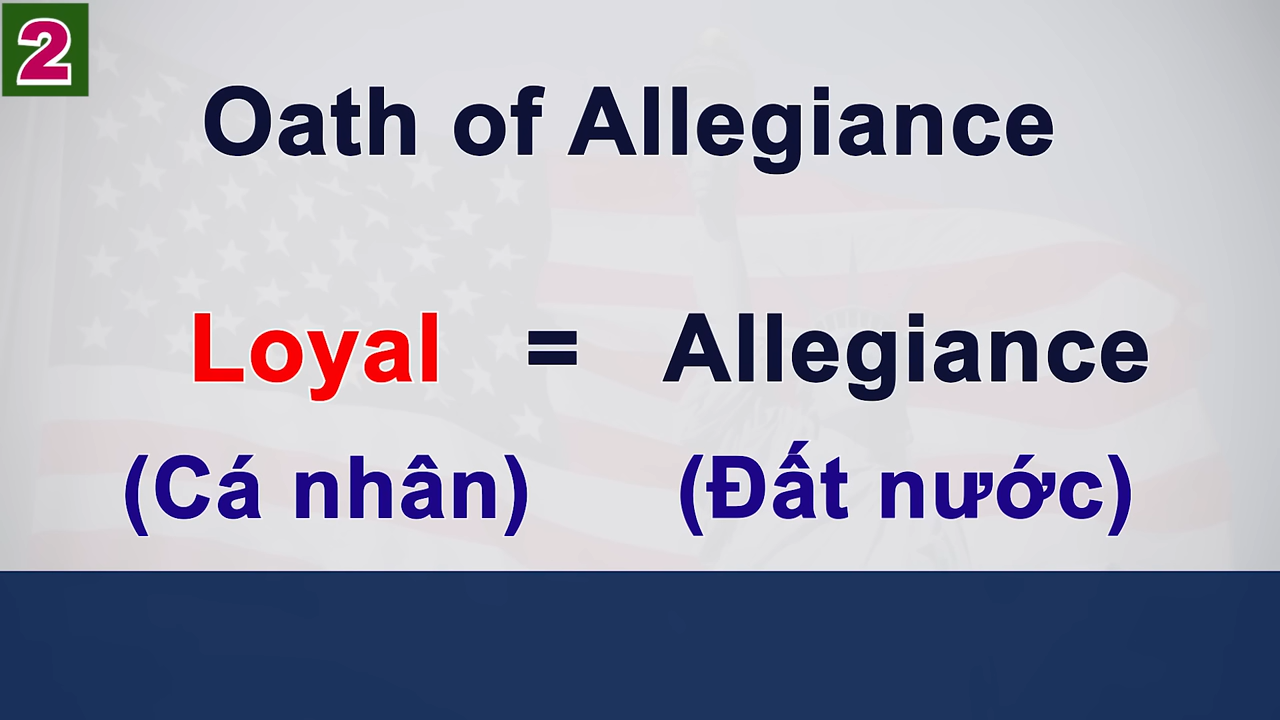 2
Oath of Allegiance
Loyal = Allegiance
(Cá nhân) (Đất nước)